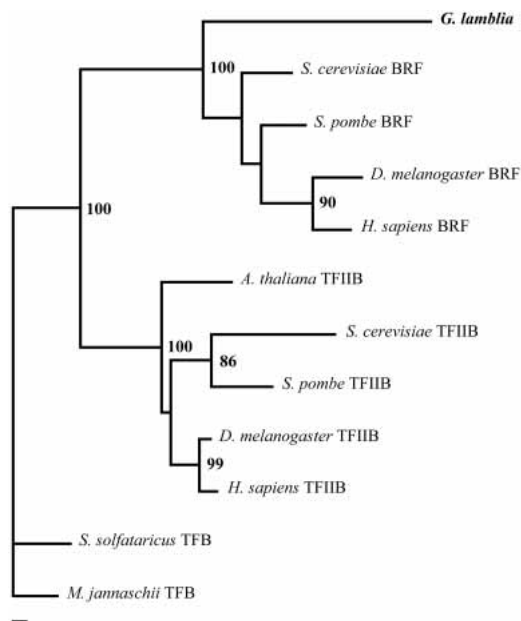 G. lamblia
100
S. cerevisiae BRF
S. pombe BRF
D. melanogaster BRF
90
H. sapiens BRF
100
A. thaliana TFIIB
S. cerevisiae TFIIB
100
86
S. pombe TFIIB
D. melanogaster TFIIB
99
H. sapiens TFIIB
S. solfataricus TFB
M. jannaschii TFB